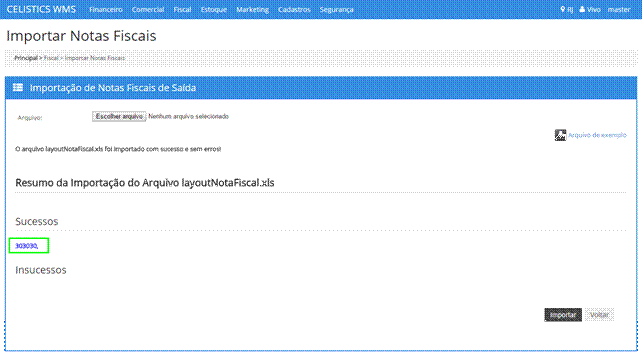 CELISTICS WMS Financeiro Comercial Fiscal Estoque Marketing Cadastros Segurança RJ Vivo master
Importar Notas Fiscais
Principal > Fiscal > Importar Notas Fiscais
Importação de Notas Fiscais de Saída
Arquivo: Escolher arquivo Nenhum arquivo selecionado
Arquivo de exemplo
O arquivo layoutNotaFiscal.xls foi importado com sucesso e sem erros!
Resumo da Importação do Arquivo layoutNotaFiscal.xls
Sucessos
303030,
Insucessos
Importar Voltar